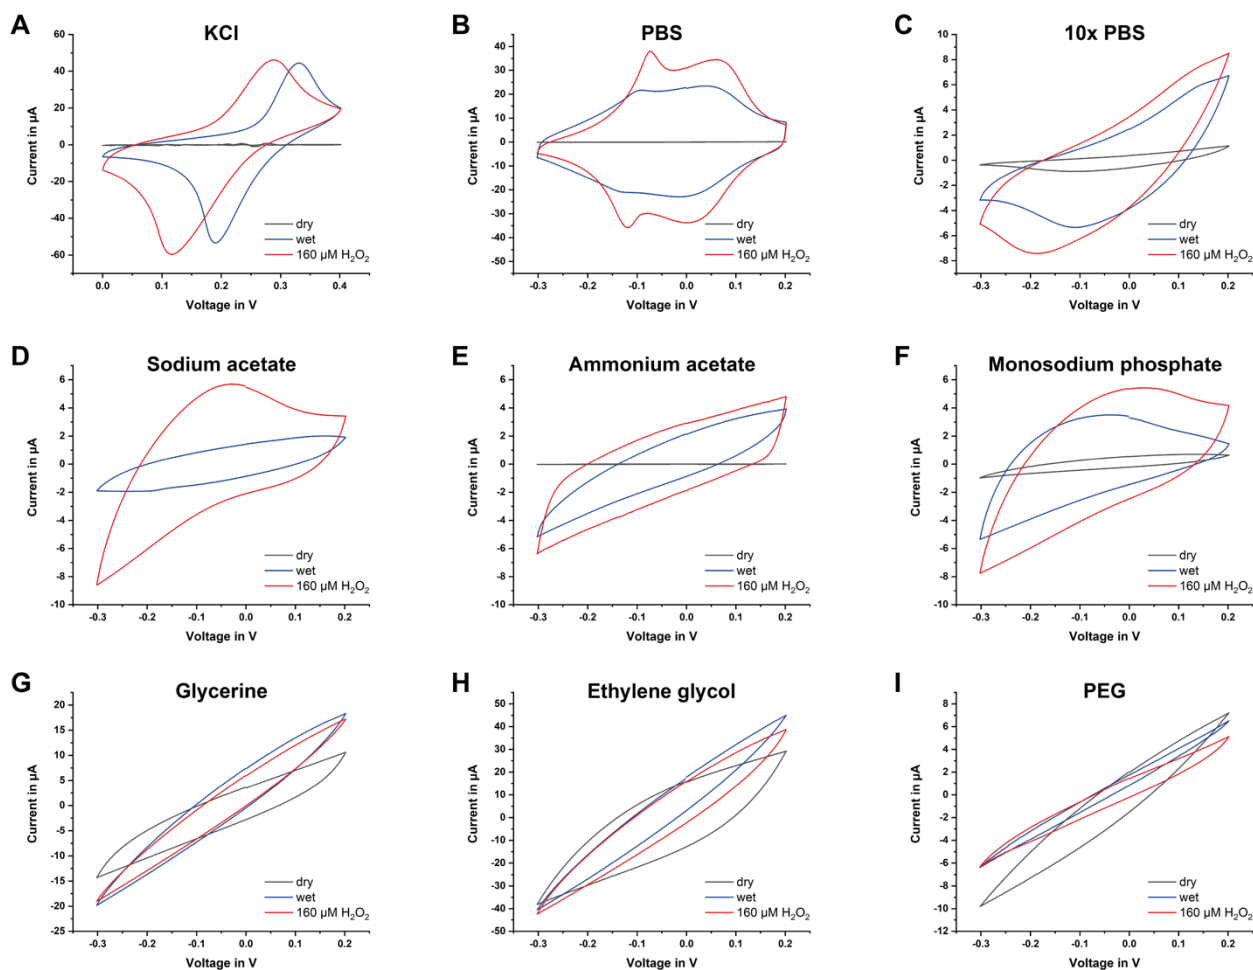 A
KCl
Current in µA
60
40
20
0
-20
-40
-60
0.0
0.1
0.2
0.3
0.4
Voltage in V
dry
wet
160 µM H₂O₂
B
PBS
Current in µA
40
30
20
10
0
-10
-20
-30
-40
-50
-0.3
-0.2
-0.1
0.0
0.1
0.2
Voltage in V
dry
wet
160 µM H₂O₂
C
10x PBS
Current in µA
8
6
4
2
0
-2
-4
-6
-8
-0.3
-0.2
-0.1
0.0
0.1
0.2
Voltage in V
dry
wet
160 µM H₂O₂
D
Sodium acetate
Current in µA
6
4
2
0
-2
-4
-6
-8
-10
-0.3
-0.2
-0.1
0.0
0.1
0.2
Voltage in V
dry
wet
160 µM H₂O₂
E
Ammonium acetate
Current in µA
6
4
2
0
-2
-4
-6
-8
-10
-0.3
-0.2
-0.1
0.0
0.1
0.2
Voltage in V
dry
wet
160 µM H₂O₂
F
Monosodium phosphate
Current in µA
6
4
2
0
-2
-4
-6
-8
-10
-0.3
-0.2
-0.1
0.0
0.1
0.2
Voltage in V
dry
wet
160 µM H₂O₂
G
Glycerine
Current in µA
20
15
10
5
0
-5
-10
-15
-20
-25
-0.3
-0.2
-0.1
0.0
0.1
0.2
Voltage in V
dry
wet
160 µM H₂O₂
H
Ethylene glycol
Current in µA
50
40
30
20
10
0
-10
-20
-30
-40
-50
-0.3
-0.2
-0.1
0.0
0.1
0.2
Voltage in V
dry
wet
160 µM H₂O₂
I
PEG
Current in µA
8
6
4
2
0
-2
-4
-6
-8
-10
-12
-0.3
-0.2
-0.1
0.0
0.1
0.2
Voltage in V
dry
wet
160 µM H₂O₂